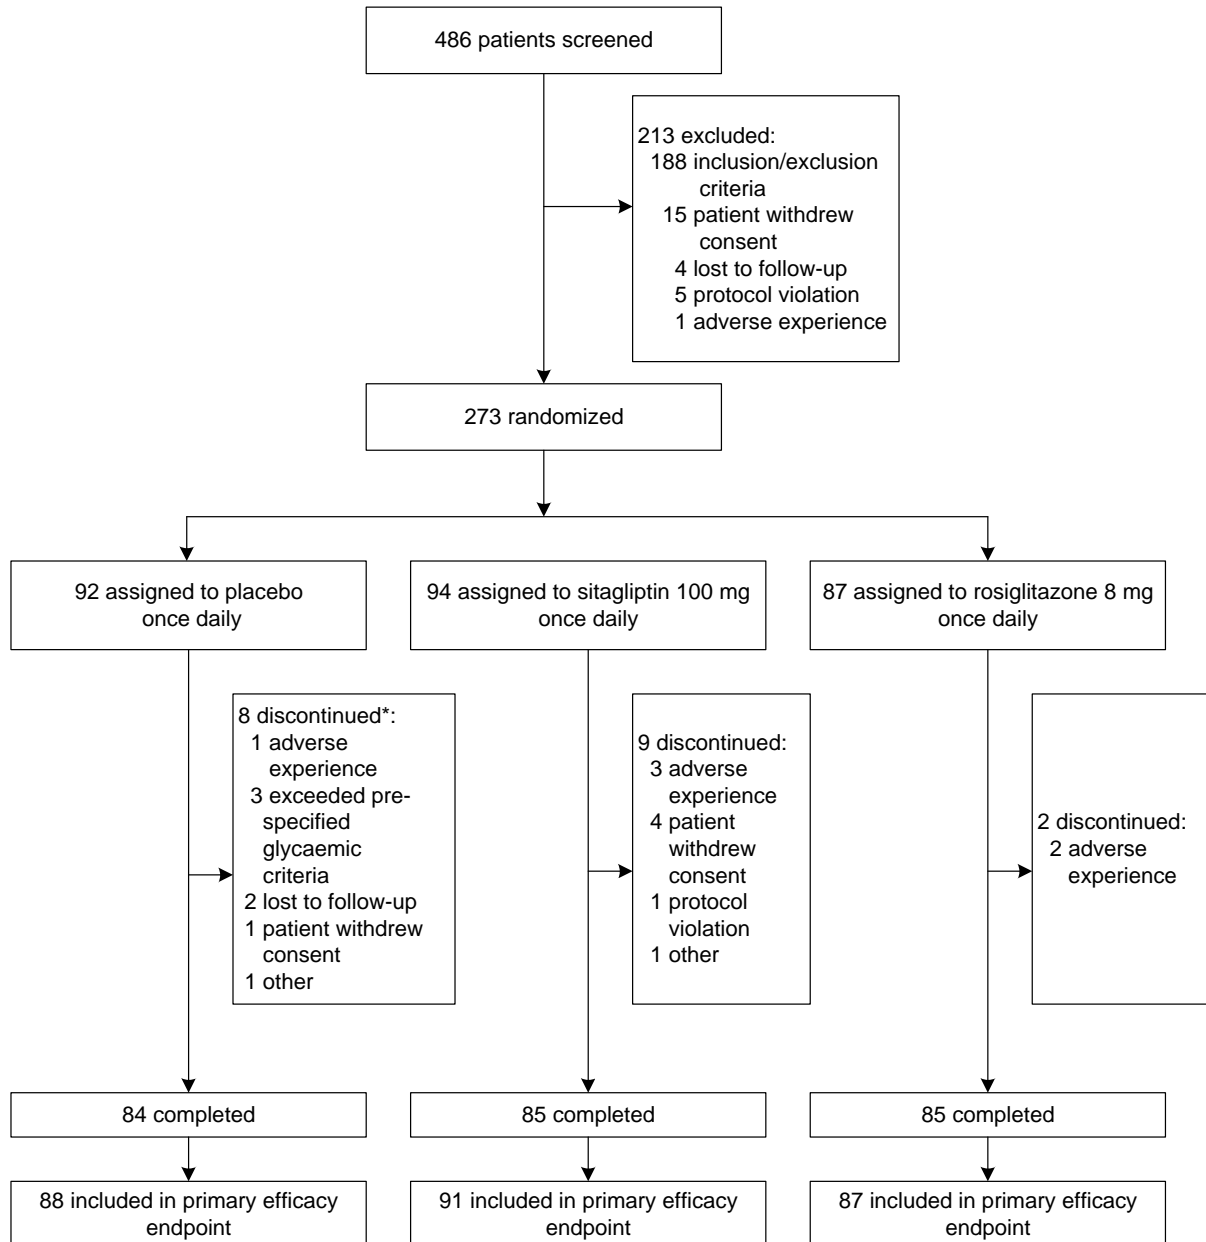 486 patients screened
213 excluded:
188 inclusion/exclusion
criteria
15 patient withdrew
consent
4 lost to follow-up
5 protocol violation
1 adverse experience
273 randomized
92 assigned to placebo
once daily
94 assigned to sitagliptin 100 mg
once daily
87 assigned to rosiglitazone 8 mg
once daily
8 discontinued*:
1 adverse
experience
3 exceeded pre-
specified
glycaemic
criteria
2 lost to follow-up
1 patient withdrew
consent
1 other
9 discontinued:
3 adverse
experience
4 patient
withdrew
consent
1 protocol
violation
1 other
2 discontinued:
2 adverse
experience
84 completed
85 completed
85 completed
88 included in primary efficacy
endpoint
91 included in primary efficacy
endpoint
87 included in primary efficacy
endpoint